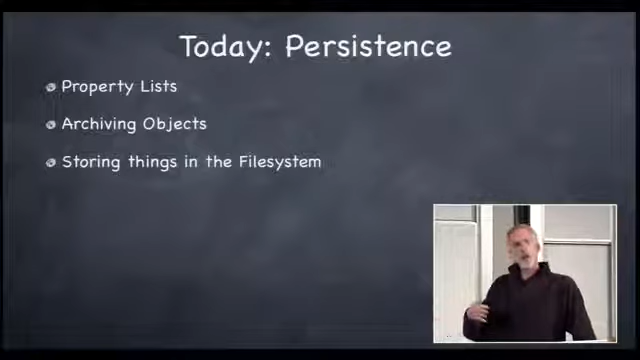 Today: Persistence
Property Lists
Archiving Objects
Storing things in the Filesystem